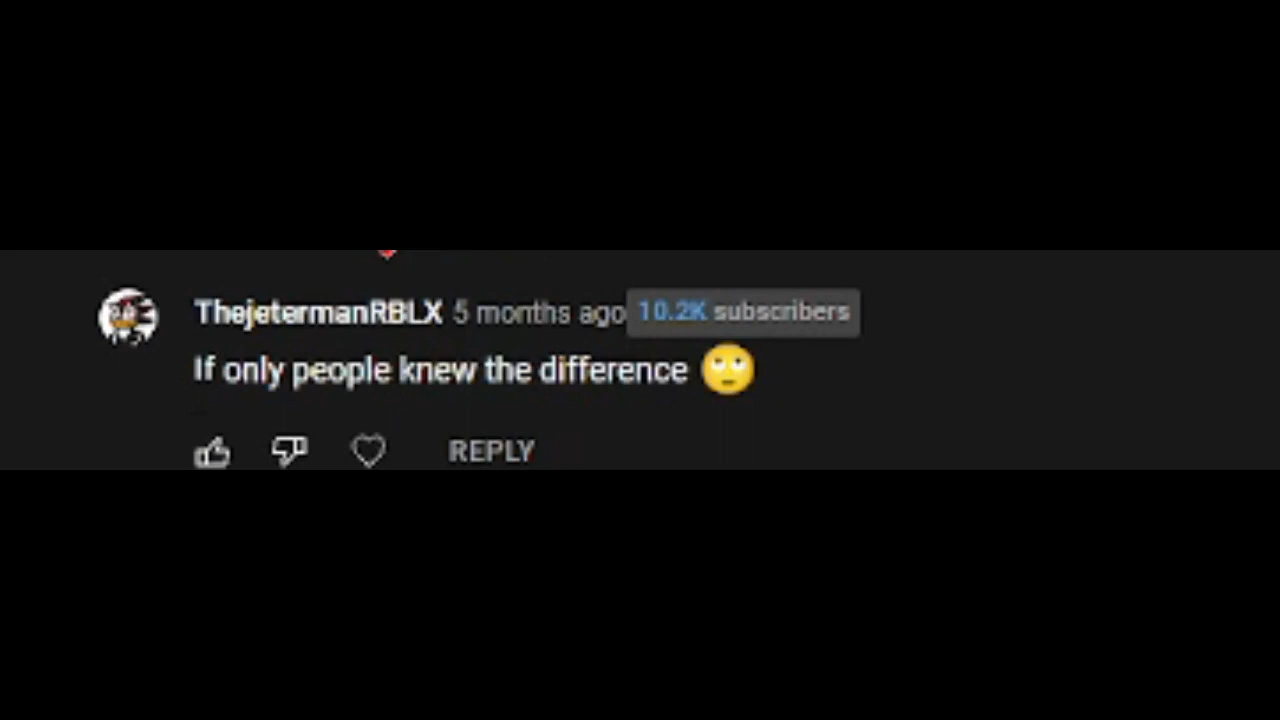 ThejetermanRBLX 5 months ago 10.2K subscribers
If only people knew the difference 🙄
REPLY